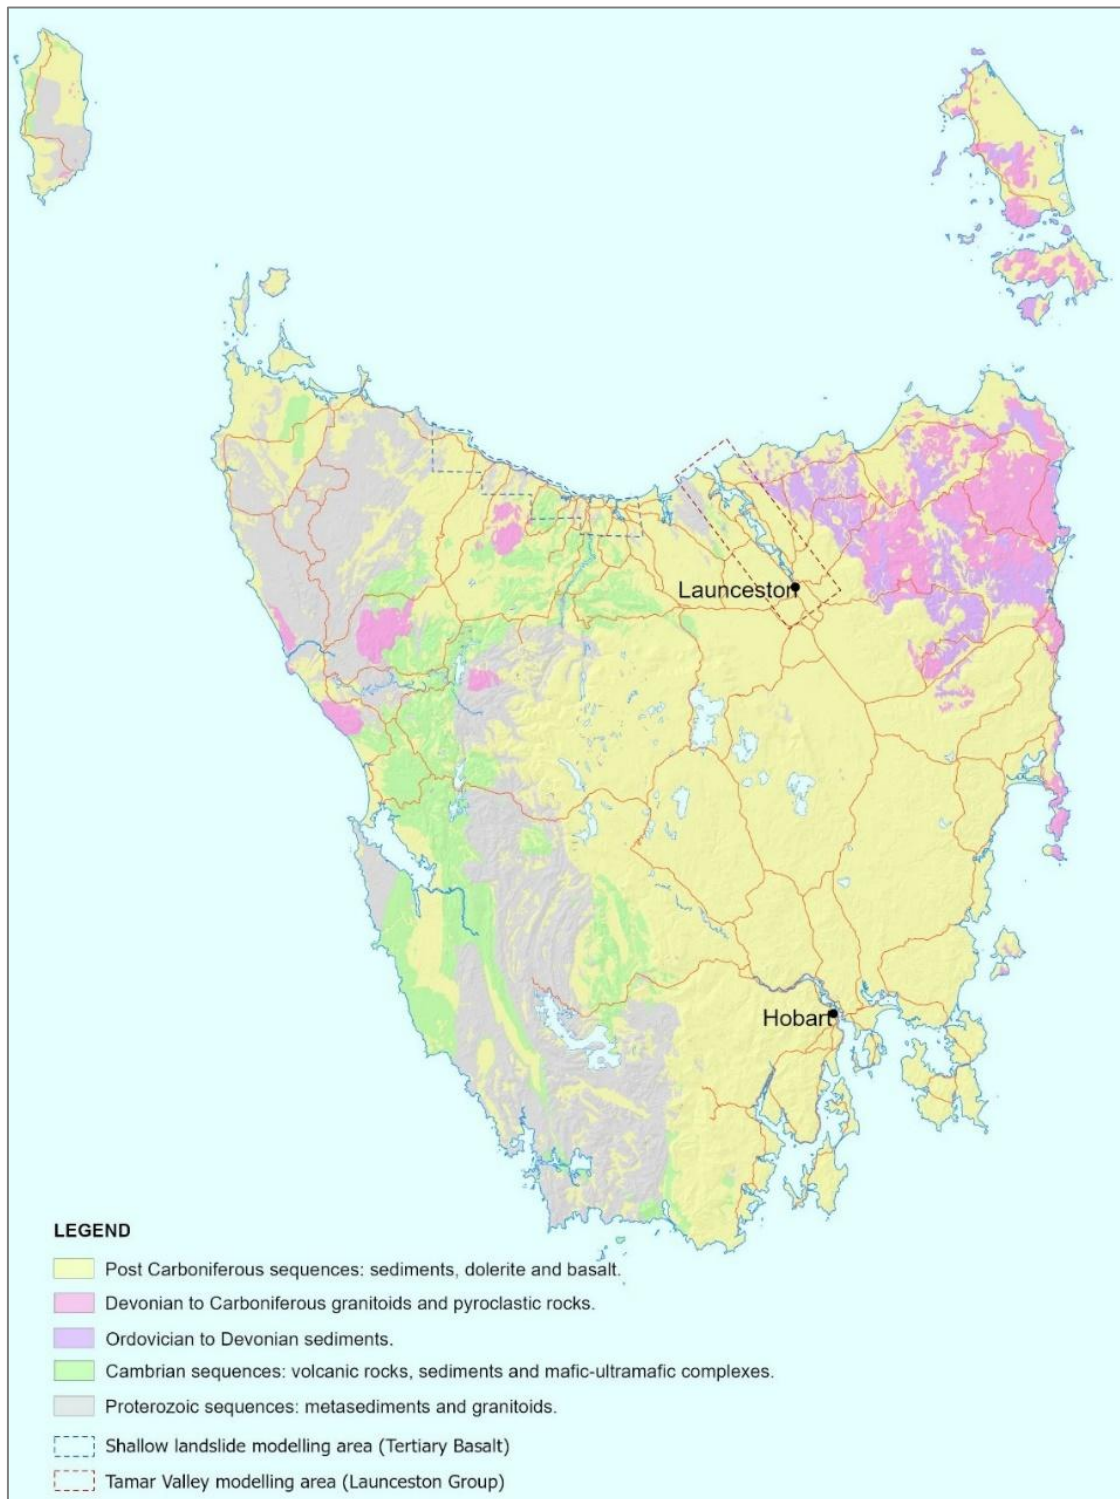 Launceston
Hobart
LEGEND
Post Carboniferous sequences: sediments, dolerite and basalt.
Devonian to Carboniferous granitoids and pyroclastic rocks.
Ordovician to Devonian sediments.
Cambrian sequences: volcanic rocks, sediments and mafic-ultramafic complexes.
Proterozoic sequences: metasediments and granitoids.
Shallow landslide modelling area (Tertiary Basalt)
Tamar Valley modelling area (Launceston Group)